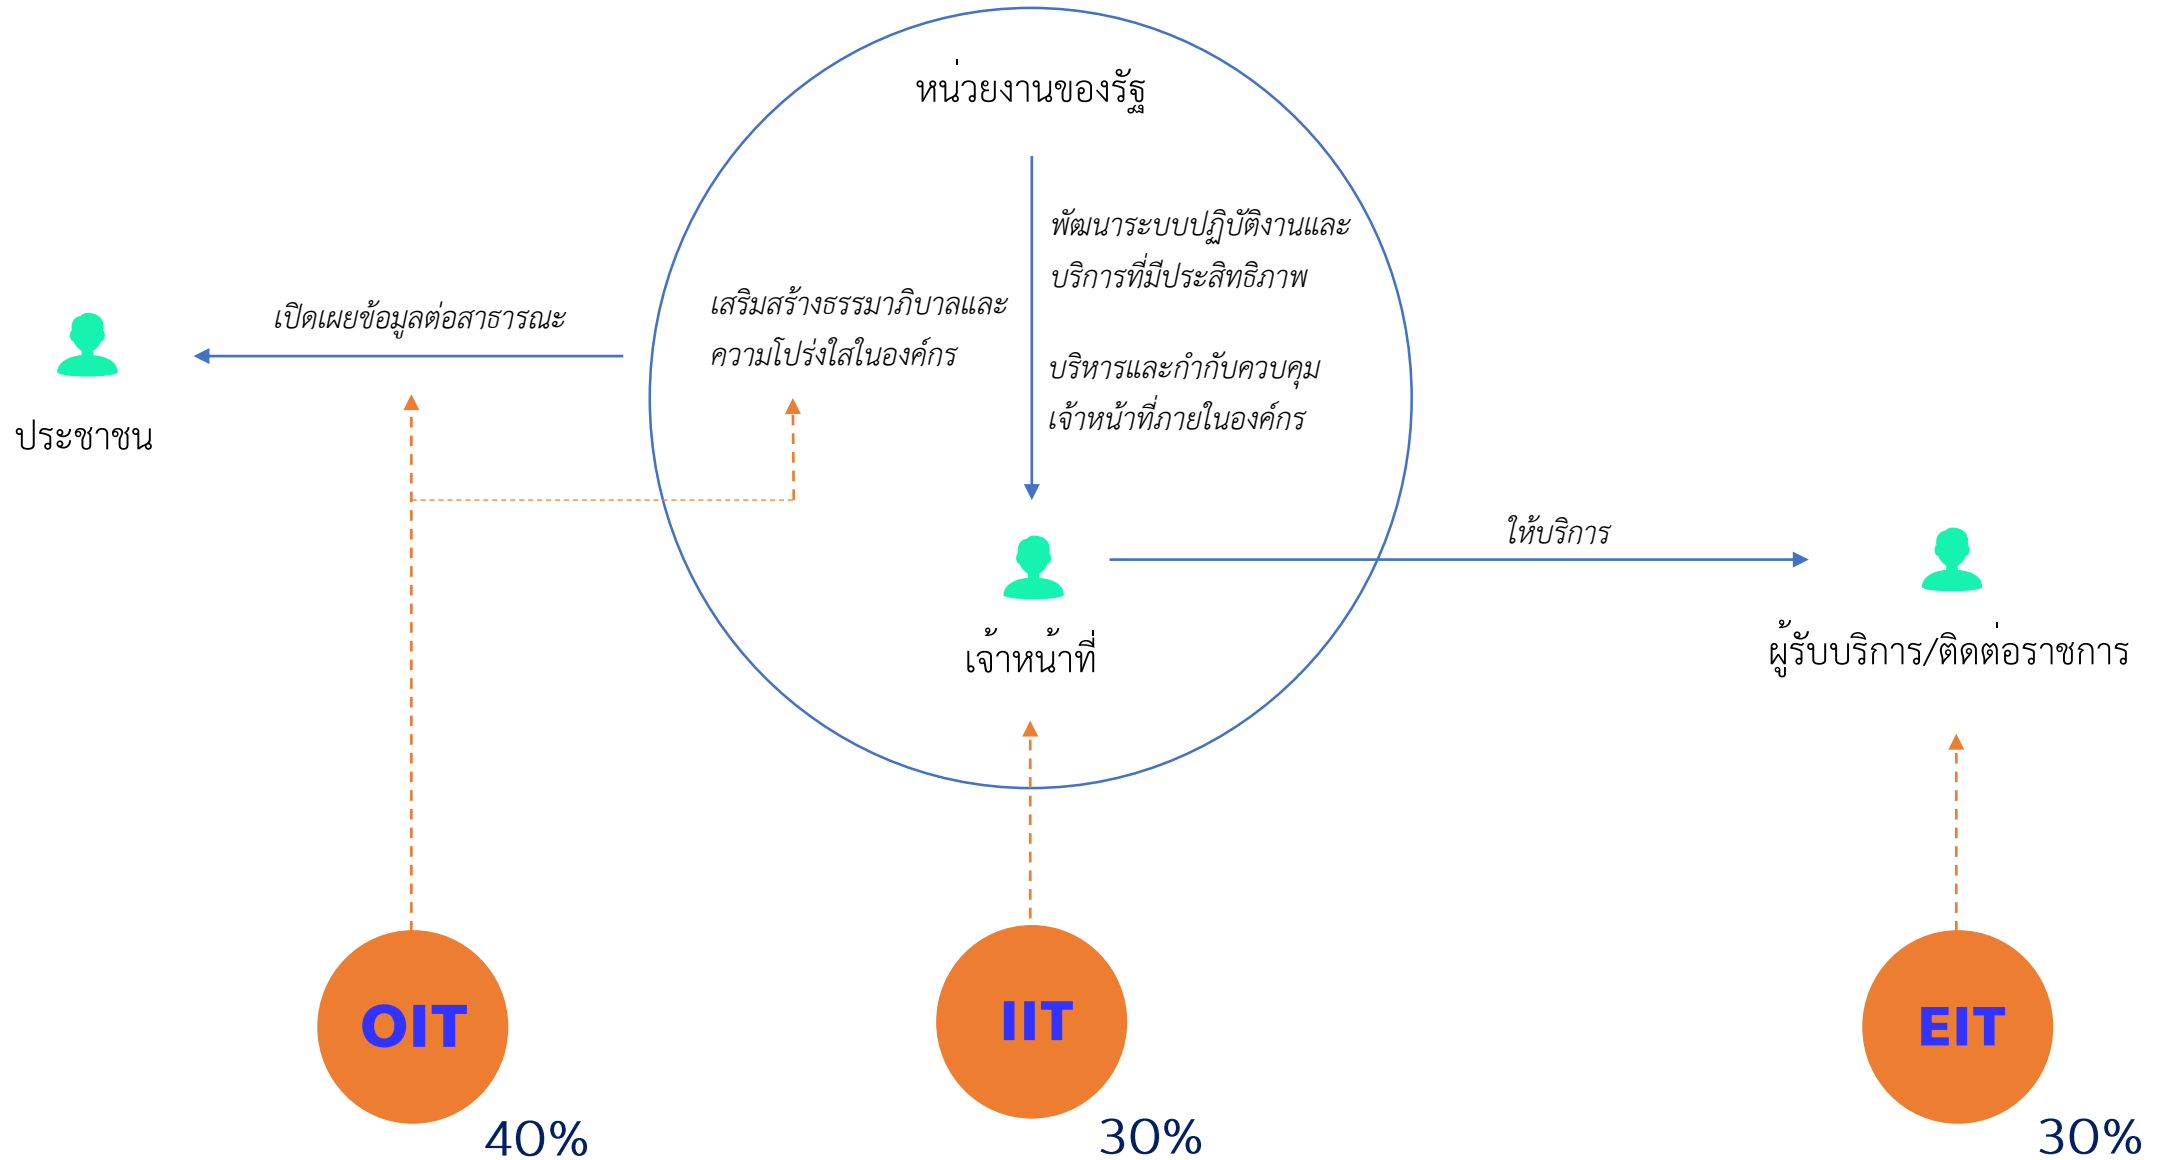 หน่วยงานของรัฐ
พัฒนาระบบปฏิบัติงานและ
บริการที่มีประสิทธิภาพ
เสริมสร้างธรรมาภิบาลและ
ความโปร่งใสในองค์กร
เปิดเผยข้อมูลต่อสาธารณะ
บริหารและกำกับควบคุม
เจ้าหน้าที่ภายในองค์กร
ประชาชน
ให้บริการ
เจ้าหน้าที่
ผู้รับบริการ/ติดต่อราชการ
OIT
IIT
EIT
40%
30%
30%